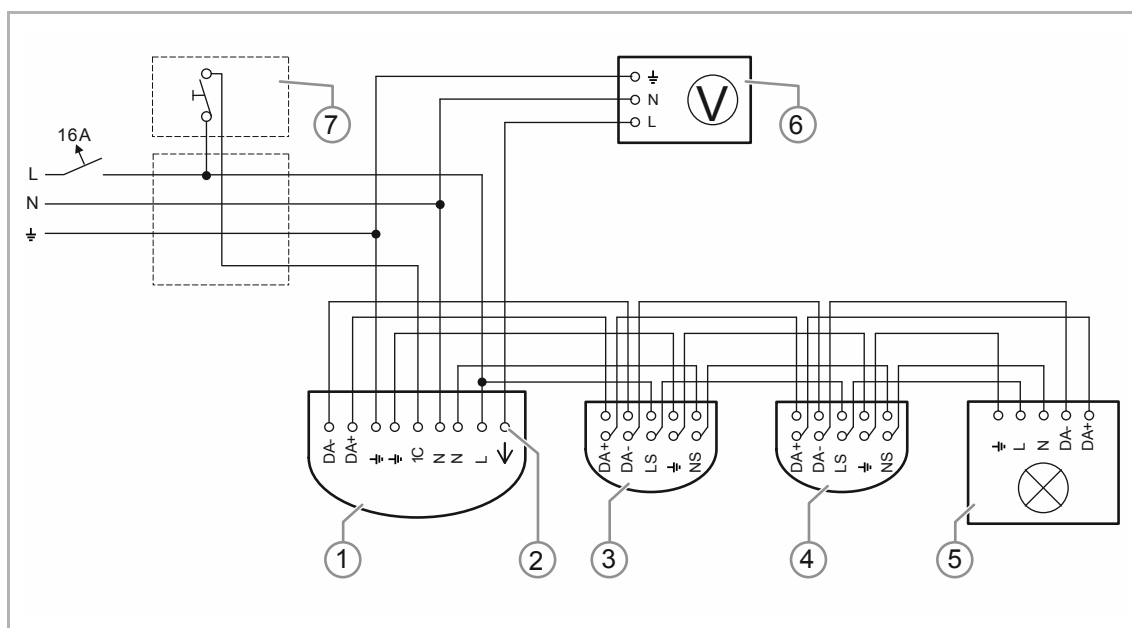 ⏚
N
L
V
6
7
16A
L
N
⏚
DA-
DA+
⏚
⏚
1C
N
N
L
↓
DA+
DA-
LS
⏚
NS
DA+
DA-
LS
⏚
NS
⏚
L
N
DA-
DA+
1
2
3
4
5